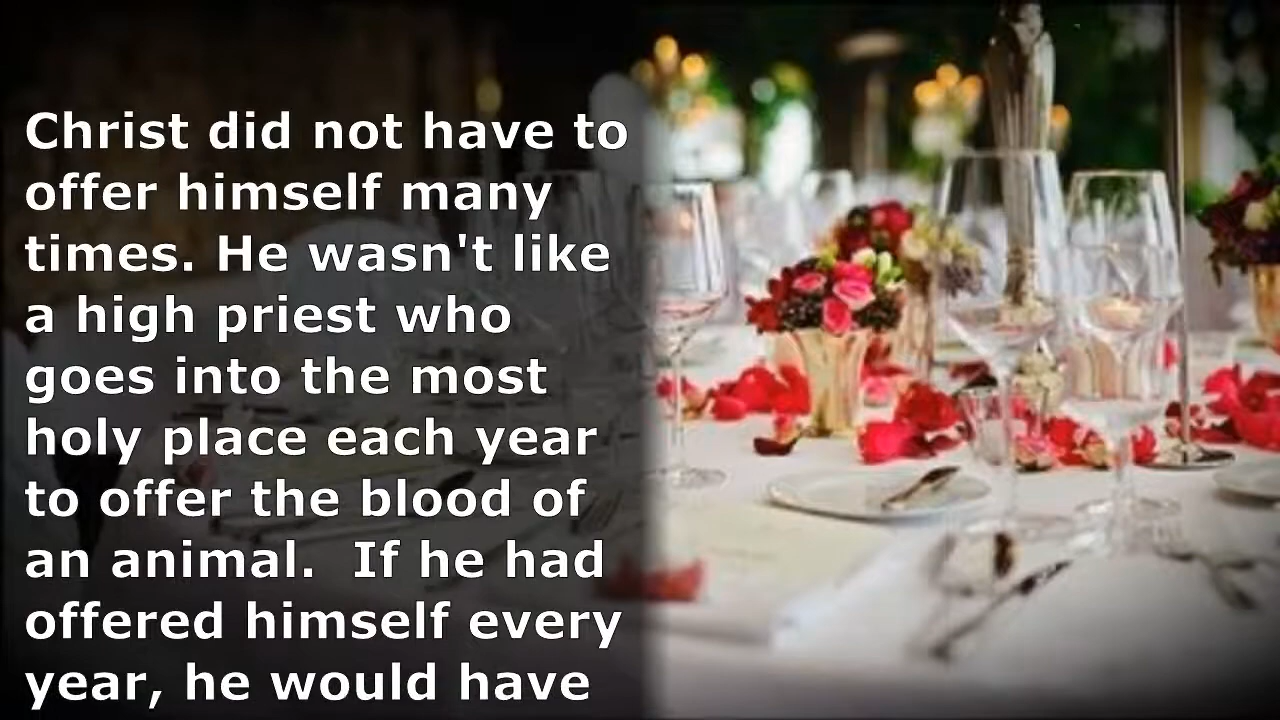 Christ did not have to
offer himself many
times. He wasn't like
a high priest who
goes into the most
holy place each year
to offer the blood of
an animal.  If he had
offered himself every
year, he would have